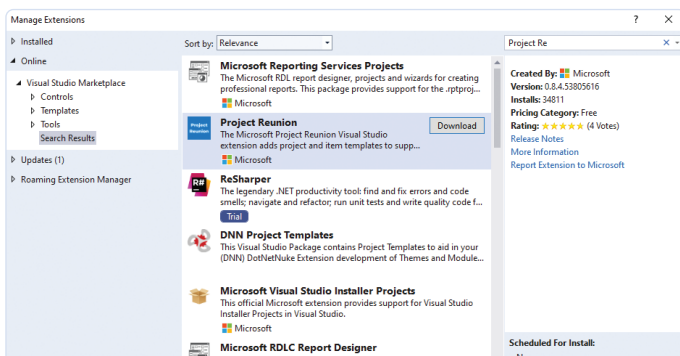 Manage Extensions
? ×
Installed
Online
Visual Studio Marketplace
Controls
Templates
Tools
Search Results
Updates (1)
Roaming Extension Manager
Sort by: Relevance
Microsoft Reporting Services Projects
The Microsoft RDL report designer, projects and wizards for creating
professional reports. This package provides support for the .rptproj...
Microsoft
Project
Reunion
Project Reunion
Download
The Microsoft Project Reunion Visual Studio
extension adds project and item templates to supp...
Microsoft
R#
ReSharper
The legendary .NET productivity tool: find and fix errors and code
smells; navigate and refactor; run unit tests and write quality code f...
Trial
DNN Project Templates
This Visual Studio Package contains Project Templates to aid in your
(DNN) DotNetNuke Extension development of Themes and Module...
Microsoft Visual Studio Installer Projects
This official Microsoft extension provides support for Visual Studio
Installer Projects in Visual Studio.
Microsoft
Microsoft RDLC Report Designer
Project Re
Created By: Microsoft
Version: 0.8.4.53805616
Installs: 34811
Pricing Category: Free
Rating: (4 Votes)
Release Notes
More Information
Report Extension to Microsoft
Scheduled For Install: